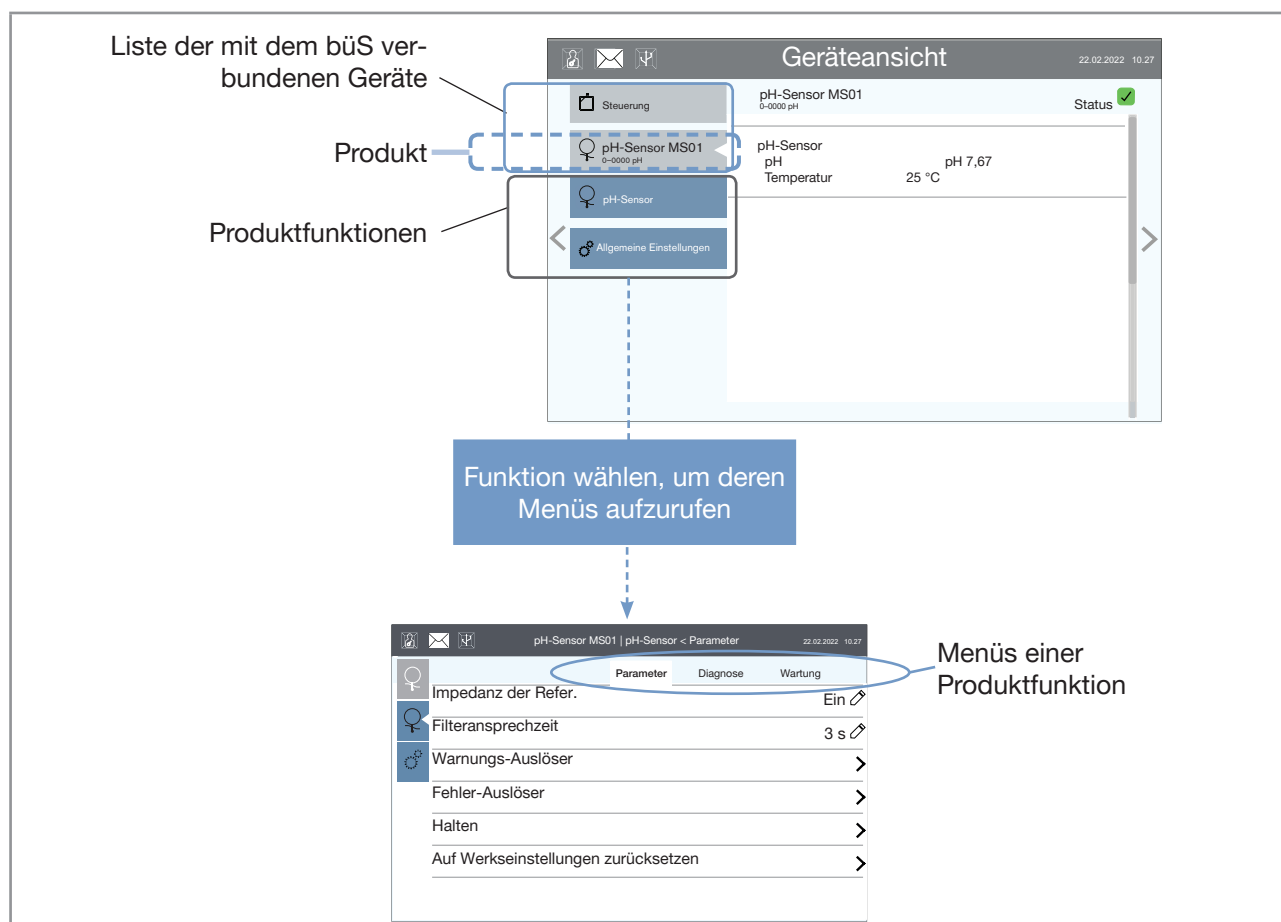 Liste der mit dem büS ver-
bundenen Geräte
Produkt
Produktfunktionen
Geräteansicht
22.02.2022 10.27
Steuerung
pH-Sensor MS01
0–0000 pH
pH-Sensor
Allgemeine Einstellungen
pH-Sensor MS01
0–0000 pH
Status
pH-Sensor
pH pH 7,67
Temperatur 25 °C
Funktion wählen, um deren
Menüs aufzurufen
pH-Sensor MS01 | pH-Sensor < Parameter 22.02.2022 10.27
Parameter Diagnose Wartung
Impedanz der Refer. Ein
Filteransprechzeit 3 s
Warnungs-Auslöser
Fehler-Auslöser
Halten
Auf Werkseinstellungen zurücksetzen
Menüs einer
Produktfunktion